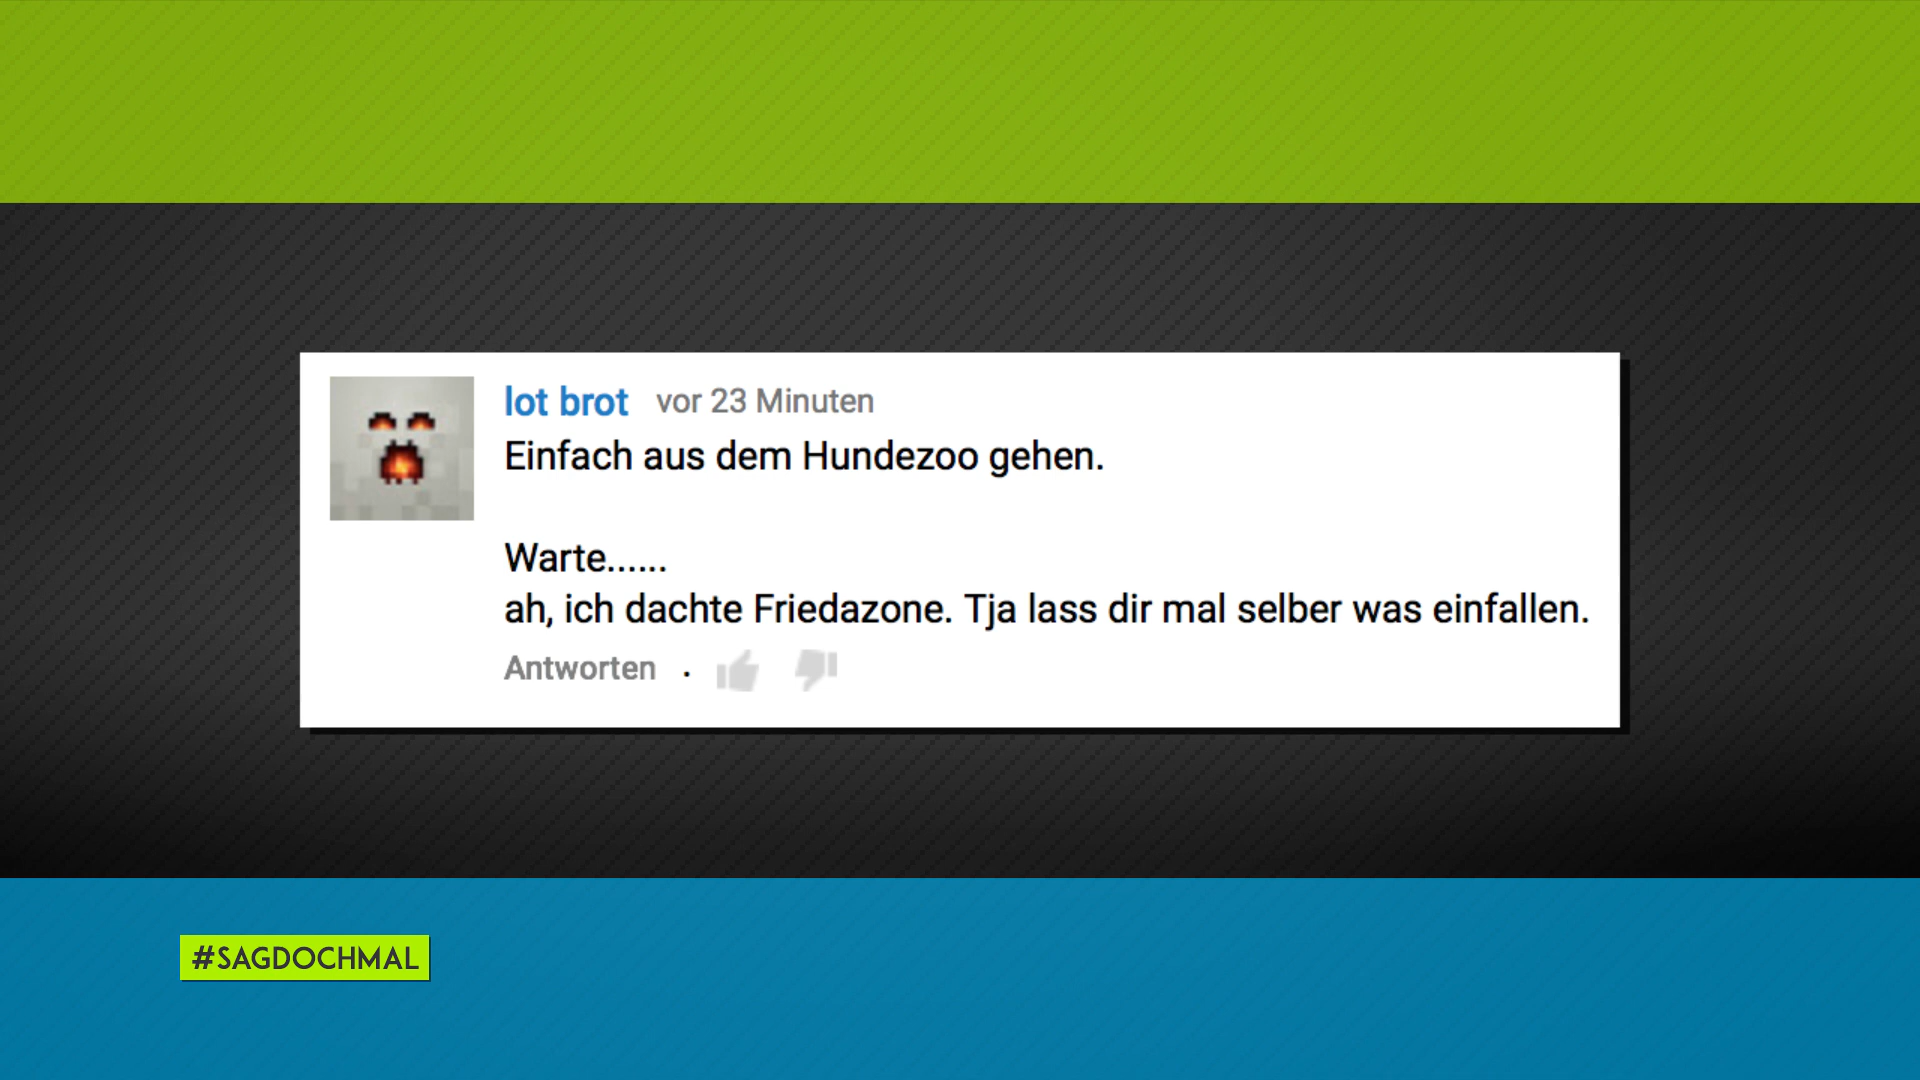 lot brot vor 23 Minuten
Einfach aus dem Hundezoo gehen.
Warte......
ah, ich dachte Friedazone. Tja lass dir mal selber was einfallen.
Antworten .
#SAGDOCHMAL